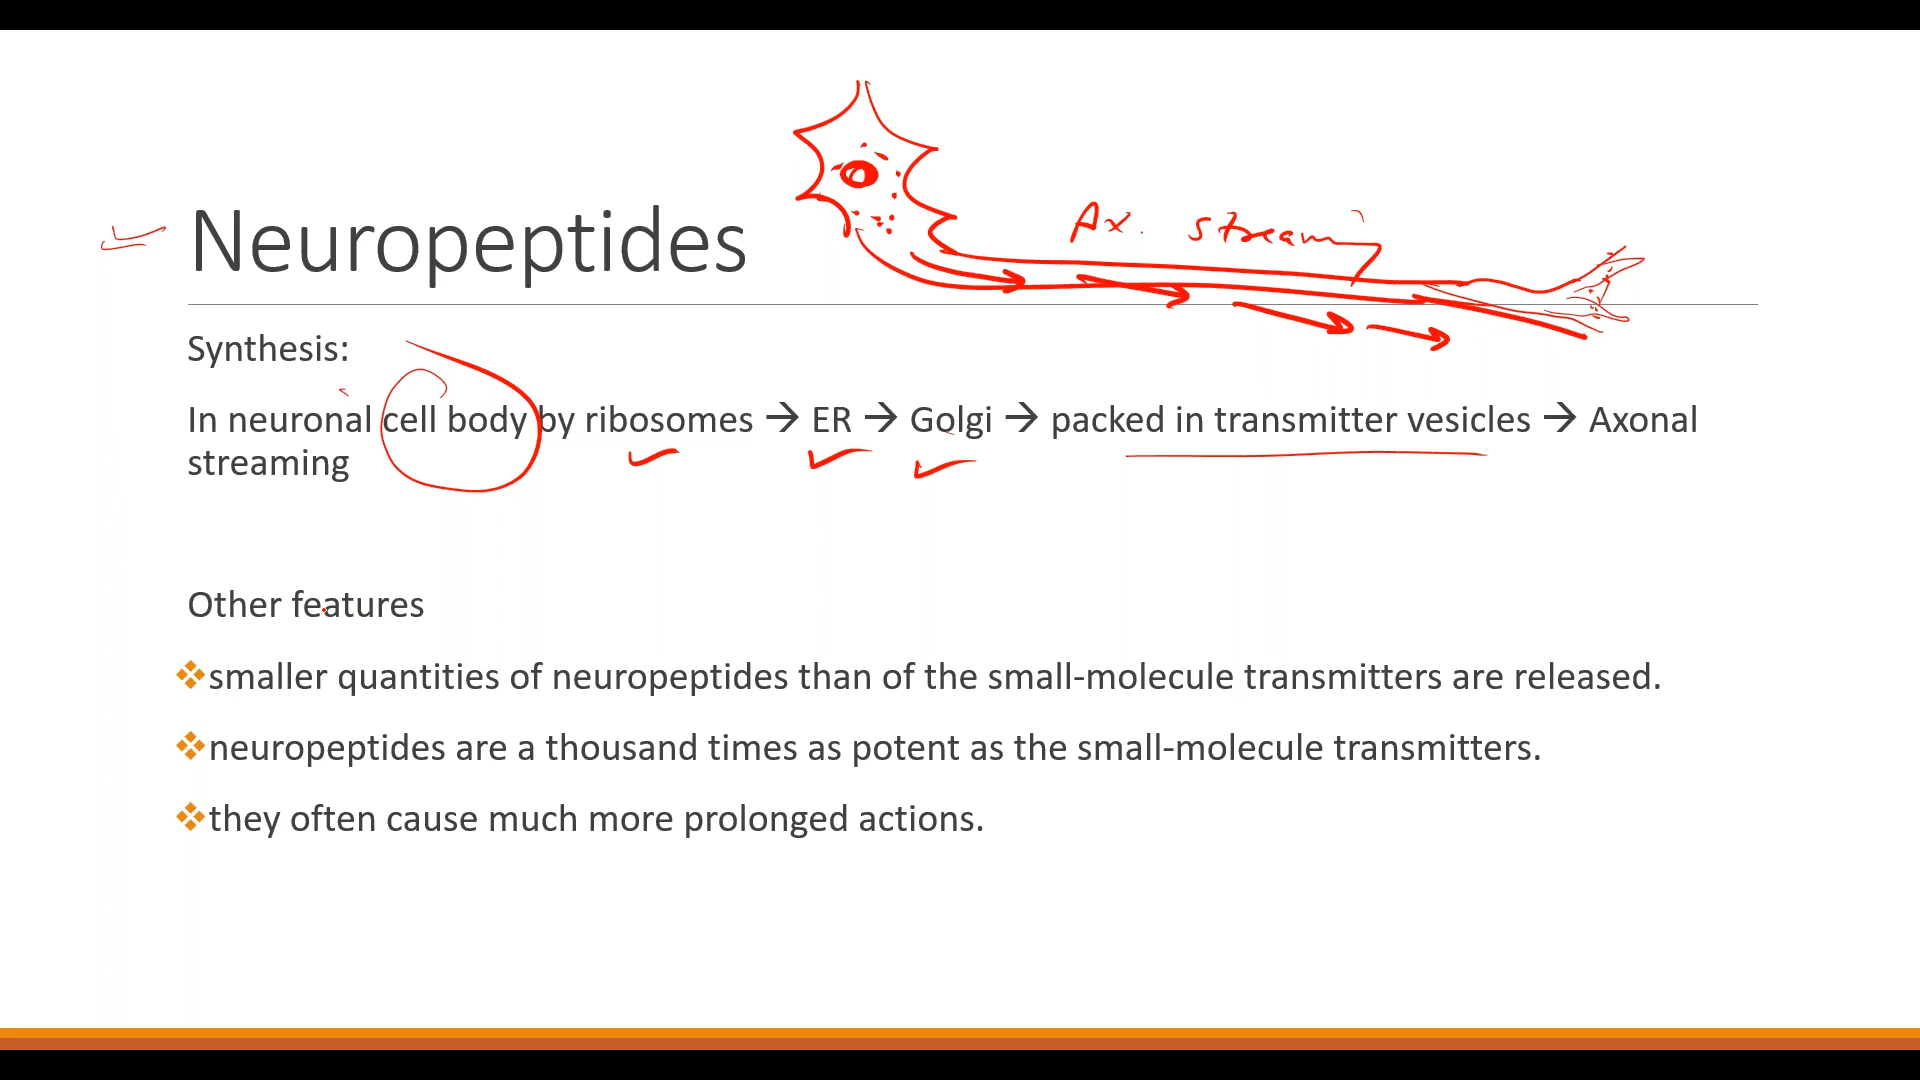 Ax. stream
Neuropeptides
Synthesis:
In neuronal cell body by ribosomes → ER → Golgi → packed in transmitter vesicles → Axonal
streaming
Other features
❖smaller quantities of neuropeptides than of the small-molecule transmitters are released.
❖neuropeptides are a thousand times as potent as the small-molecule transmitters.
❖they often cause much more prolonged actions.